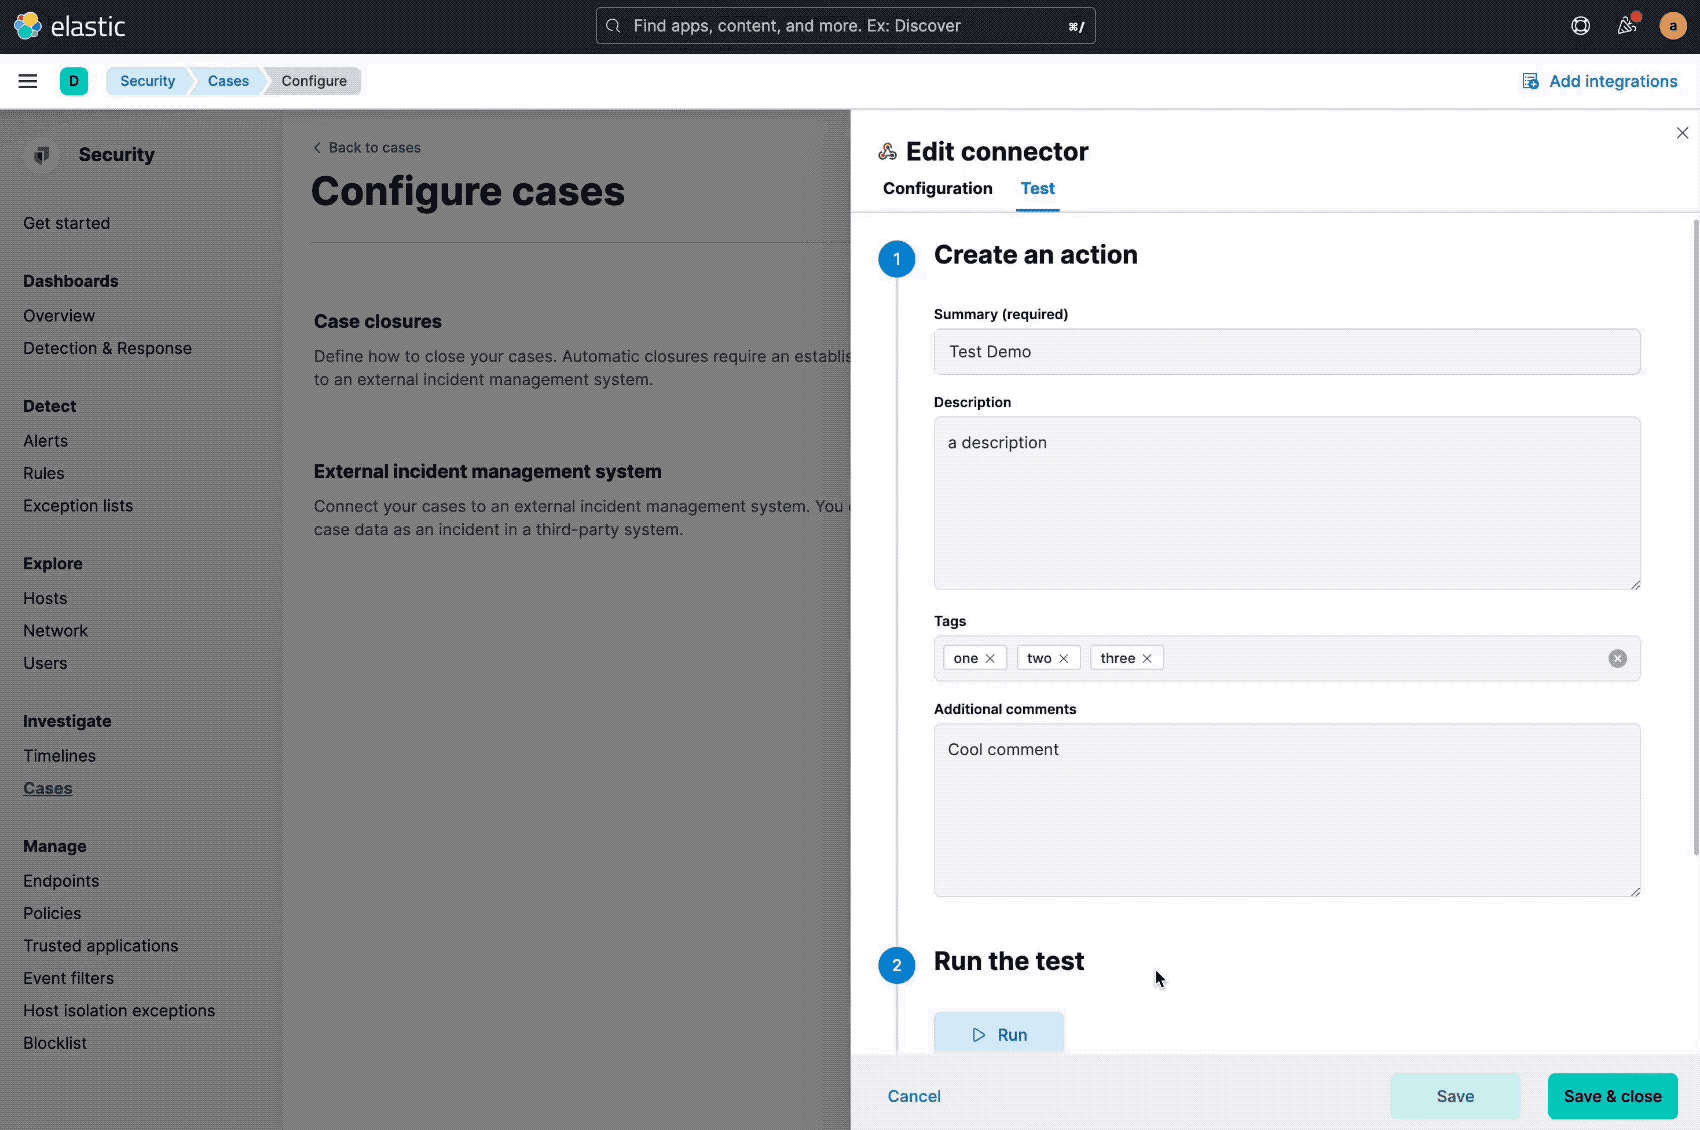 elastic
Find apps, content, and more. Ex: Discover
⌘/
a
D
Security
Cases
Configure
Add integrations
Security
Get started
Dashboards
Overview
Detection & Response
Detect
Alerts
Rules
Exception lists
Explore
Hosts
Network
Users
Investigate
Timelines
Cases
Manage
Endpoints
Policies
Trusted applications
Event filters
Host isolation exceptions
Blocklist
Back to cases
Configure cases
Case closures
Define how to close your cases. Automatic closures require an establis
to an external incident management system.
External incident management system
Connect your cases to an external incident management system. You
case data as an incident in a third-party system.
Edit connector
Configuration
Test
1
Create an action
Summary (required)
Test Demo
Description
a description
Tags
one
two
three
Additional comments
Cool comment
2
Run the test
Run
Cancel
Save
Save & close